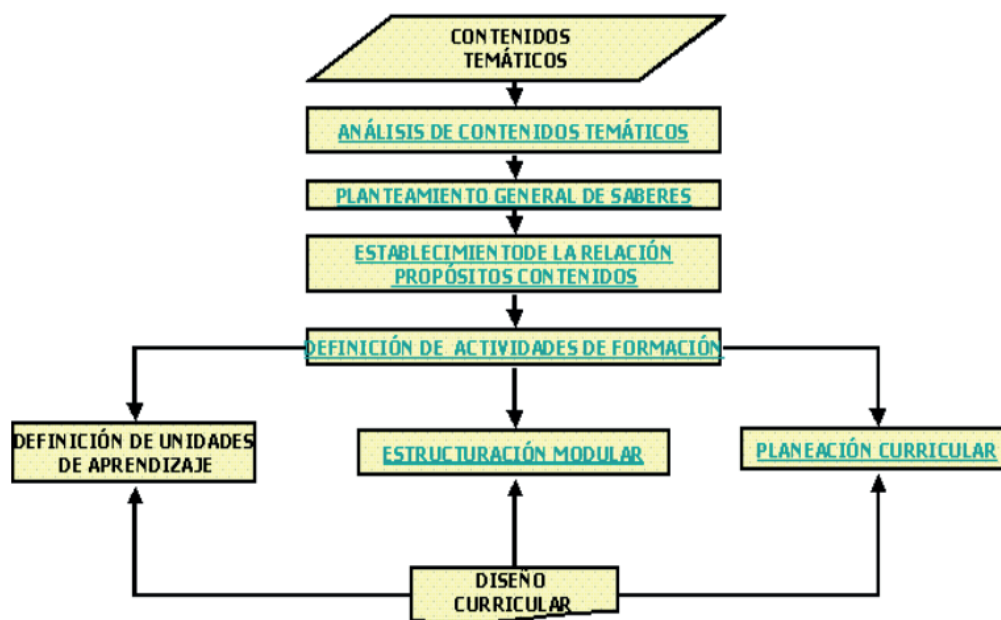 CONTENIDOS
TEMÁTICOS
ANÁLISIS DE CONTENIDOS TEMÁTICOS
PLANTEAMIENTO GENERAL DE SABERES
ESTABLECIMIENTODE LA RELACIÓN
PROPÓSITOS CONTENIDOS
DEFINICIÓN DE ACTIVIDADES DE FORMACIÓN
DEFINICIÓN DE UNIDADES
DE APRENDIZAJE
ESTRUCTURACIÓN MODULAR
PLANEACIÓN CURRICULAR
DISEÑO
CURRICULAR